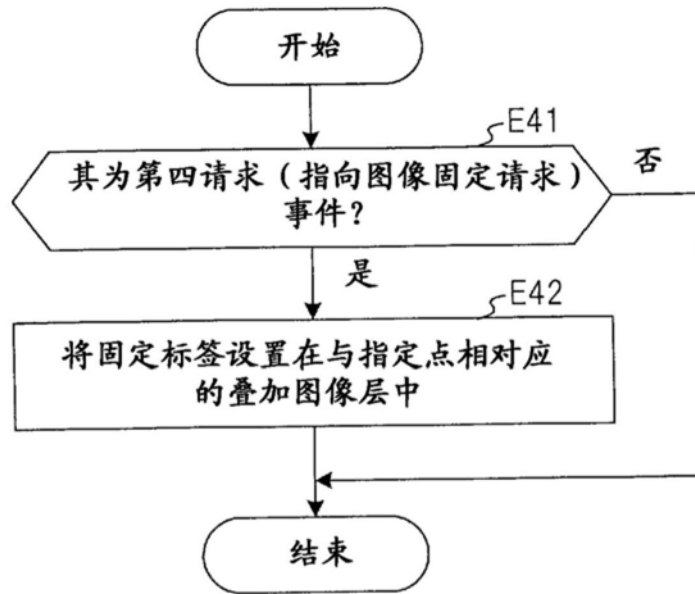 开始
E41
其为第四请求（指向图像固定请求）
事件？
否
是
E42
将固定标签设置在与指定点相对应
的叠加图像层中
结束